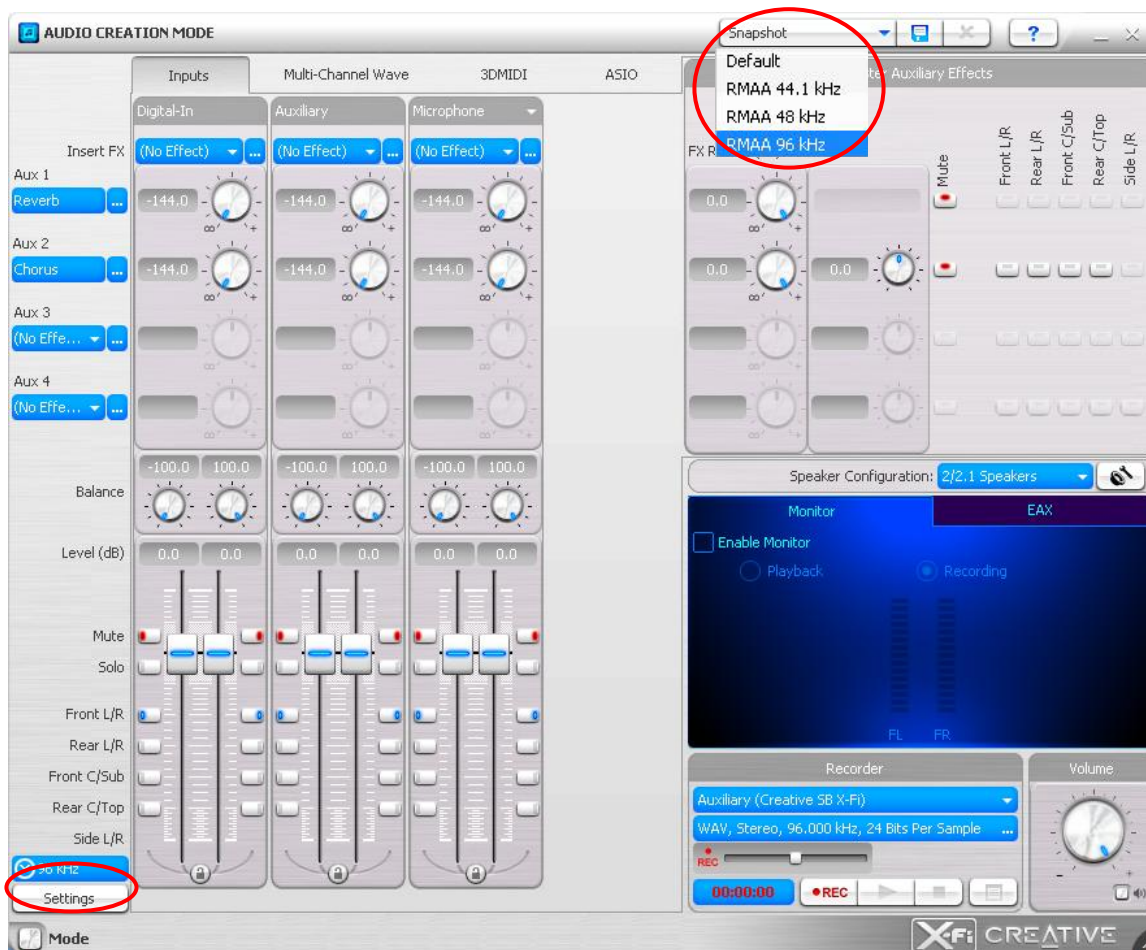 AUDIO CREATION MODE
Snapshot
?
Default
RMAA 44.1 kHz
RMAA 48 kHz
RMAA 96 kHz
Inputs
Multi-Channel Wave
3DMIDI
ASIO
Auxiliary Effects
Digital-In
Auxiliary
Microphone
Insert FX
(No Effect) ...
(No Effect) ...
(No Effect) ...
FX R
Mute
Front L/R
Rear L/R
Front C/Sub
Rear C/Top
Side L/R
Aux 1
Reverb ...
-144.0
-144.0
-144.0
0.0
Aux 2
Chorus ...
-144.0
-144.0
-144.0
0.0
0.0
Aux 3
(No Effe... ...
Aux 4
(No Effe... ...
Balance
-100.0 100.0
-100.0 100.0
-100.0 100.0
Level (dB)
0.0 0.0
0.0 0.0
0.0 0.0
Mute
Solo
Front L/R
Rear L/R
Front C/Sub
Rear C/Top
Side L/R
96 kHz
Settings
Mode
Speaker Configuration: 2/2.1 Speakers
Monitor
EAX
Enable Monitor
Playback
Recording
FL FR
Recorder
Auxiliary (Creative SB X-Fi)
WAV, Stereo, 96.000 kHz, 24 Bits Per Sample ...
REC
00:00:00
REC
Volume
X-Fi CREATIVE